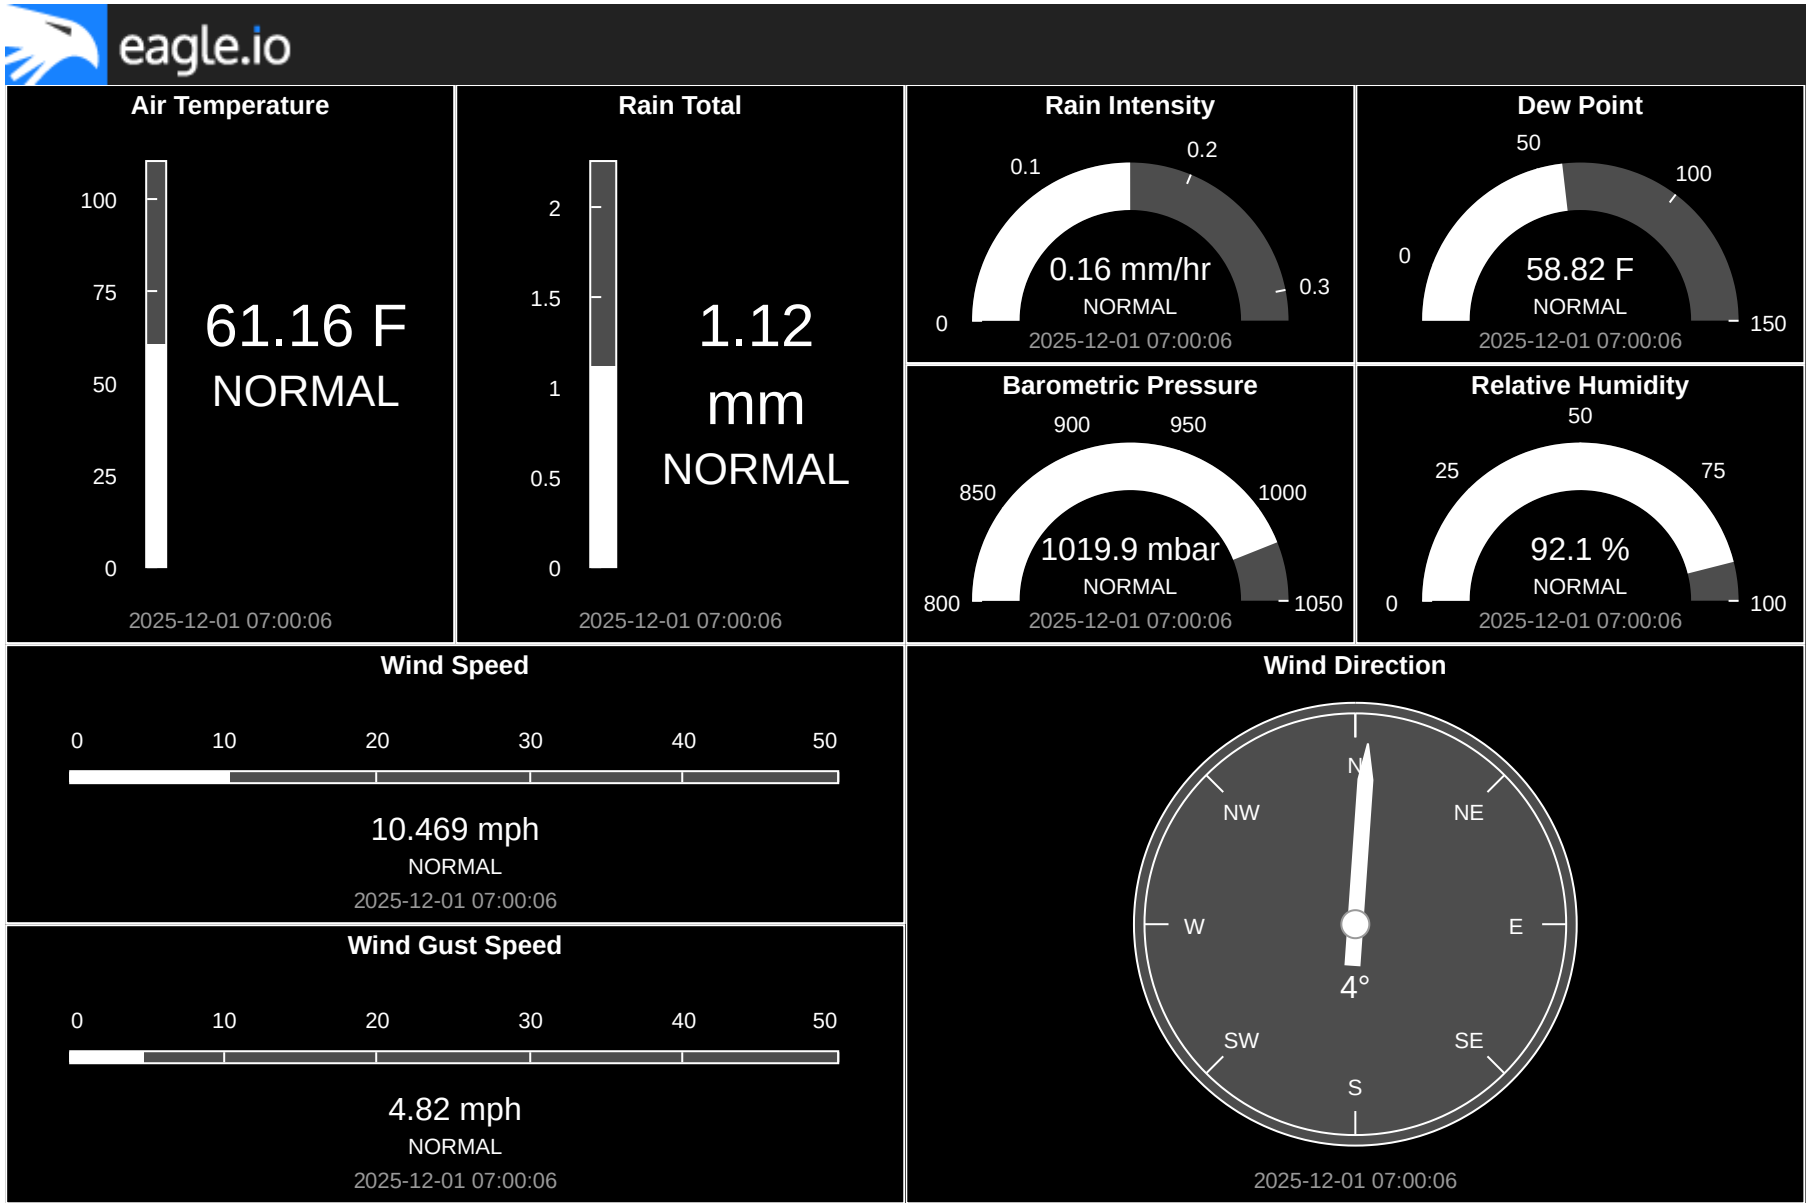 eagle.io
Air Temperature
100
75
50
25
0
61.16 F
NORMAL
2025-12-01 07:00:06
Rain Total
2
1.5
1
0.5
0
1.12
mm
NORMAL
2025-12-01 07:00:06
Rain Intensity
0
0.1
0.2
0.3
0.16 mm/hr
NORMAL
2025-12-01 07:00:06
Dew Point
0
50
100
150
58.82 F
NORMAL
2025-12-01 07:00:06
Barometric Pressure
800
850
900
950
1000
1050
1019.9 mbar
NORMAL
2025-12-01 07:00:06
Relative Humidity
0
25
50
75
100
92.1 %
NORMAL
2025-12-01 07:00:06
Wind Speed
0 10 20 30 40 50
10.469 mph
NORMAL
2025-12-01 07:00:06
Wind Gust Speed
0 10 20 30 40 50
4.82 mph
NORMAL
2025-12-01 07:00:06
Wind Direction
N
NW NE
W E
4°
SW SE
S
2025-12-01 07:00:06